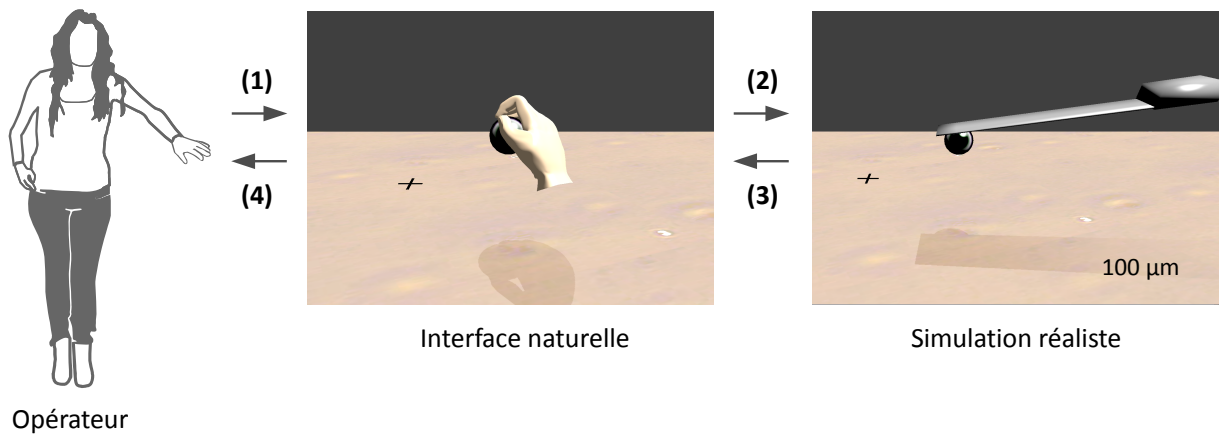 (1)
(2)
(4)
(3)
100 µm
Interface naturelle
Simulation réaliste
Opérateur